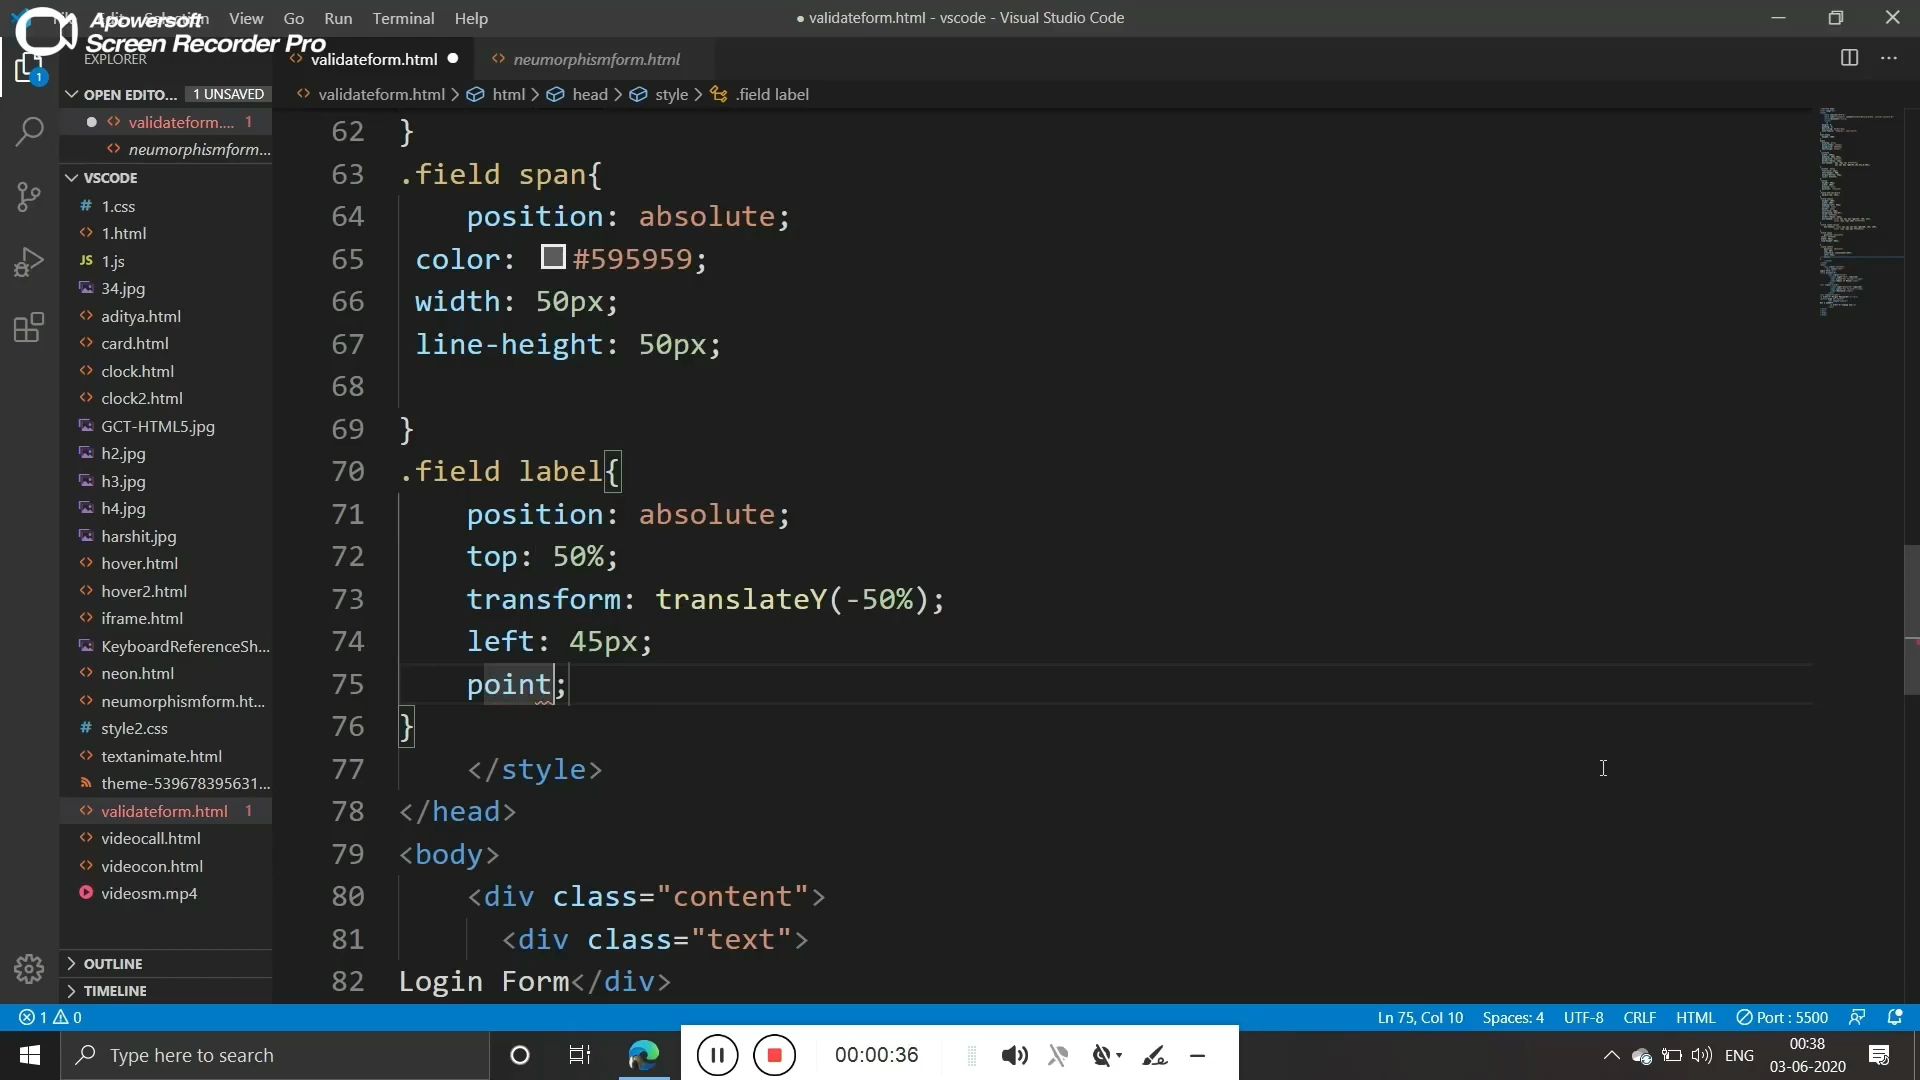 File Edit Selection View Go Run Terminal Help
● validateform.html - vscode - Visual Studio Code
Apowersoft
Screen Recorder Pro
EXPLORER
validateform.html
neumorphismform.html
OPEN EDITO... 1 UNSAVED
validateform.html > html > head > style > .field label
validateform.... 1
neumorphismform...
VSCODE
1.css
1.html
1.js
34.jpg
aditya.html
card.html
clock.html
clock2.html
GCT-HTML5.jpg
h2.jpg
h3.jpg
h4.jpg
harshit.jpg
hover.html
hover2.html
iframe.html
KeyboardReferenceSh...
neon.html
neumorphismform.ht...
style2.css
textanimate.html
theme-539678395631...
validateform.html 1
videocall.html
videocon.html
videosm.mp4
OUTLINE
TIMELINE
62 }
63 .field span{
64 position: absolute;
65 color: #595959;
66 width: 50px;
67 line-height: 50px;
68
69 }
70 .field label{
71 position: absolute;
72 top: 50%;
73 transform: translateY(-50%);
74 left: 45px;
75 point;
76 }
77 </style>
78 </head>
79 <body>
80 <div class="content">
81 <div class="text">
82 Login Form</div>
1 0
Ln 75, Col 10 Spaces: 4 UTF-8 CRLF HTML Port : 5500
Type here to search
00:00:36
ENG
00:38
03-06-2020